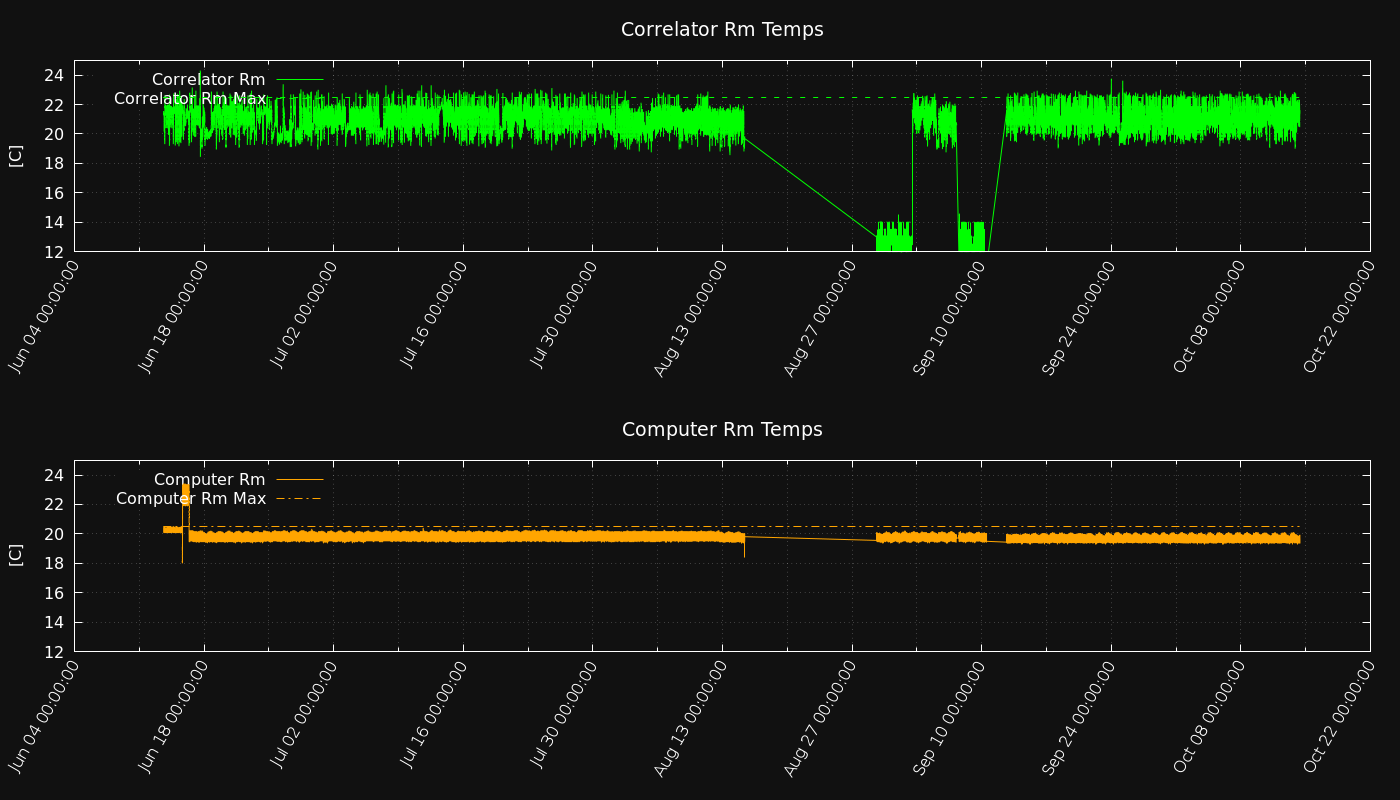 Correlator Rm Temps
Correlator Rm
Correlator Rm Max
[C]
24
22
20
18
16
14
12
Jun 04 00:00:00
Jun 18 00:00:00
Jul 02 00:00:00
Jul 16 00:00:00
Jul 30 00:00:00
Aug 13 00:00:00
Aug 27 00:00:00
Sep 10 00:00:00
Sep 24 00:00:00
Oct 08 00:00:00
Oct 22 00:00:00
Computer Rm Temps
Computer Rm
Computer Rm Max
[C]
24
22
20
18
16
14
12
Jun 04 00:00:00
Jun 18 00:00:00
Jul 02 00:00:00
Jul 16 00:00:00
Jul 30 00:00:00
Aug 13 00:00:00
Aug 27 00:00:00
Sep 10 00:00:00
Sep 24 00:00:00
Oct 08 00:00:00
Oct 22 00:00:00